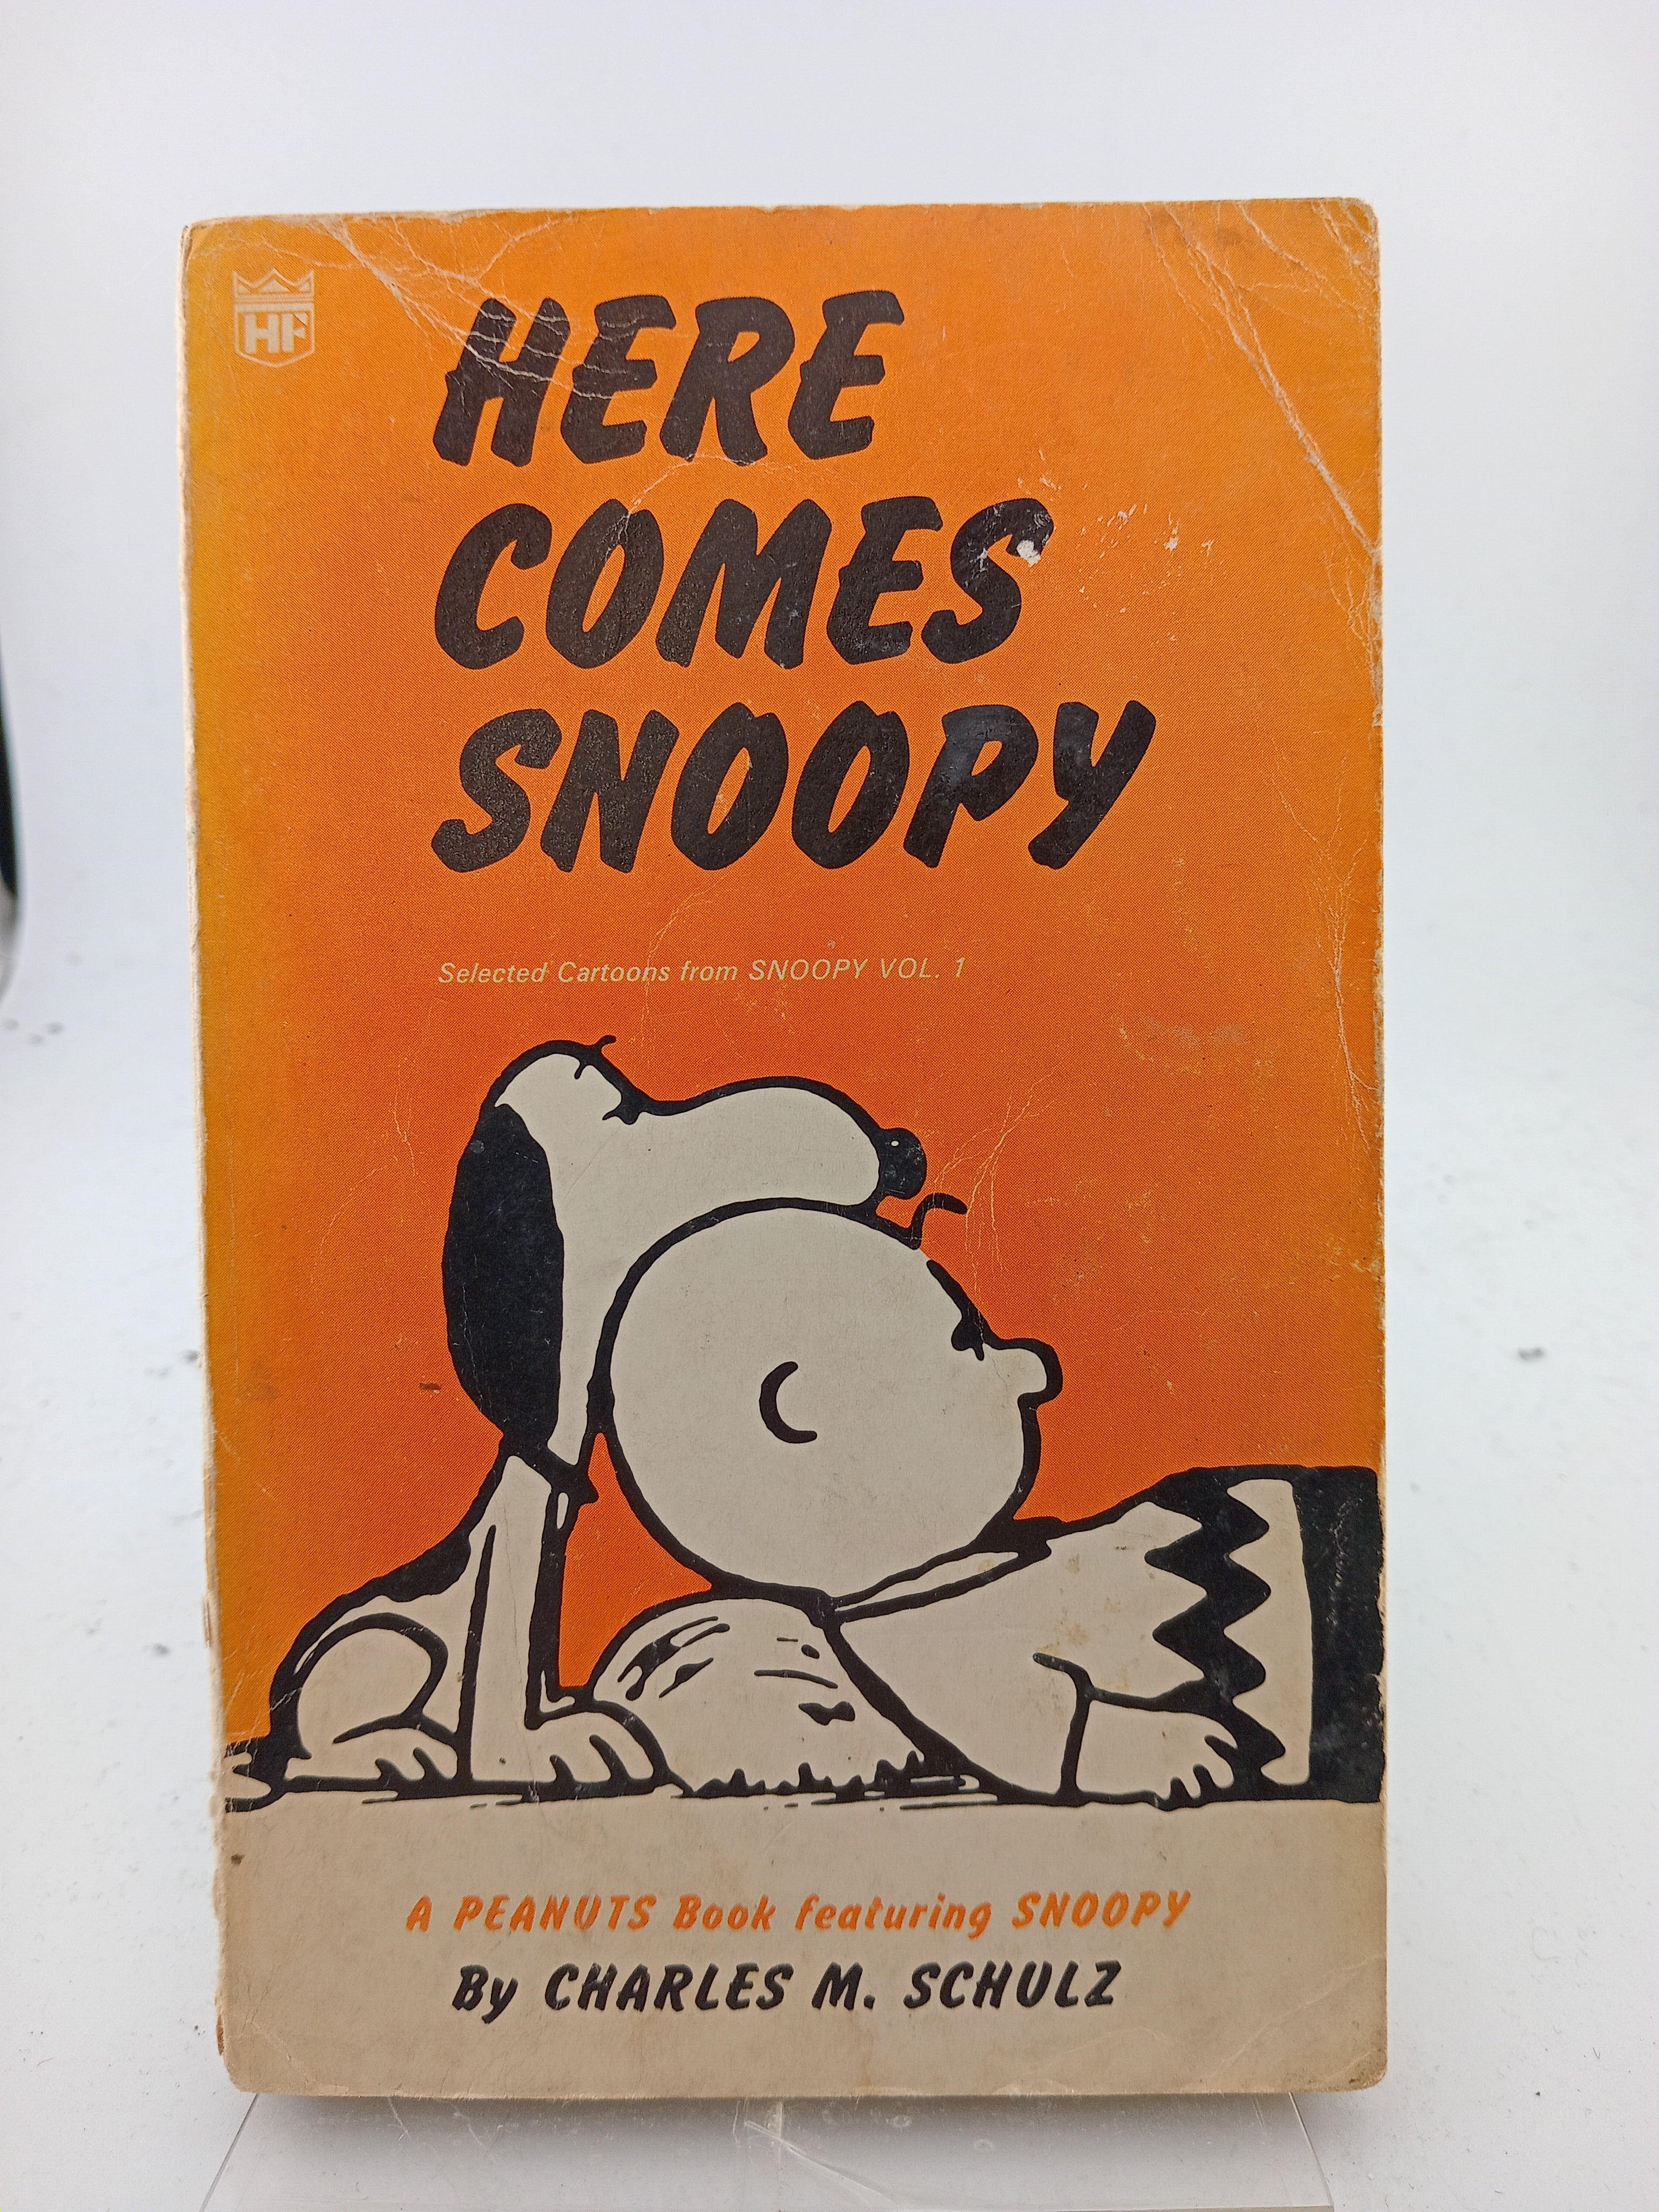 HF
HERE
COMES
SNOOPY
Selected Cartoons from SNOOPY VOL. 1
A PEANUTS Book featuring SNOOPY
By CHARLES M. SCHULZ